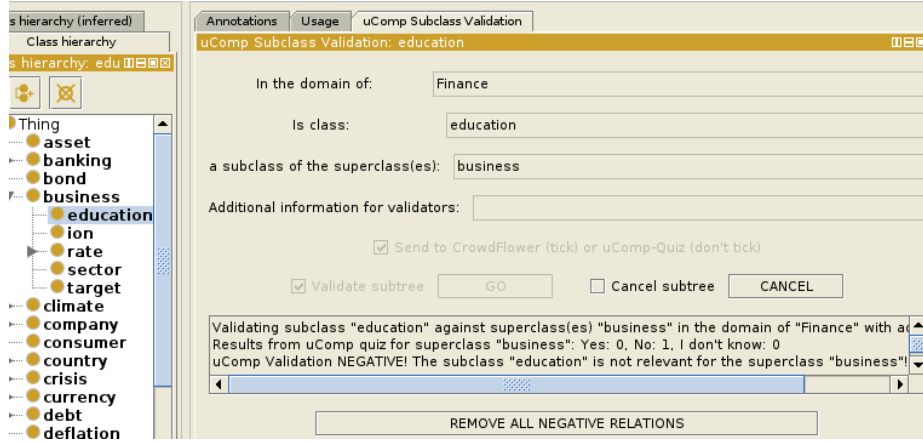 s hierarchy (inferred)
Class hierarchy
s hierarchy: edu
Thing
asset
banking
bond
business
education
ion
rate
sector
target
climate
company
consumer
country
crisis
currency
debt
deflation
Annotations Usage uComp Subclass Validation
uComp Subclass Validation: education
In the domain of: Finance
Is class: education
a subclass of the superclass(es): business
Additional information for validators:
Send to CrowdFlower (tick) or uComp-Quiz (don't tick)
Validate subtree GO Cancel subtree CANCEL
Validating subclass "education" against superclass(es) "business" in the domain of "Finance" with ad
Results from uComp quiz for superclass "business": Yes: 0, No: 1, I don't know: 0
uComp Validation NEGATIVE! The subclass "education" is not relevant for the superclass "business"!
REMOVE ALL NEGATIVE RELATIONS